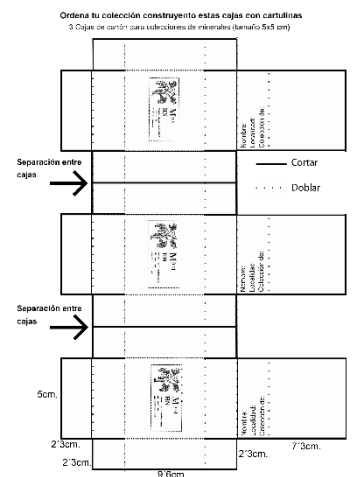 Ordena tu colección construyento estas cajas con cartulinas
3 Cajas de cartón para colecciones de minerales (tamaño 5x5 cm)
Nombre:
Localidad:
Colección de:
Separación entre
cajas
Cortar
Doblar
Nombre:
Localidad:
Colección de:
Separación entre
cajas
5cm.
Nombre:
Localidad:
Colección de:
2´3cm.
2´3cm.
9´6cm
2´3cm.
7´3cm.